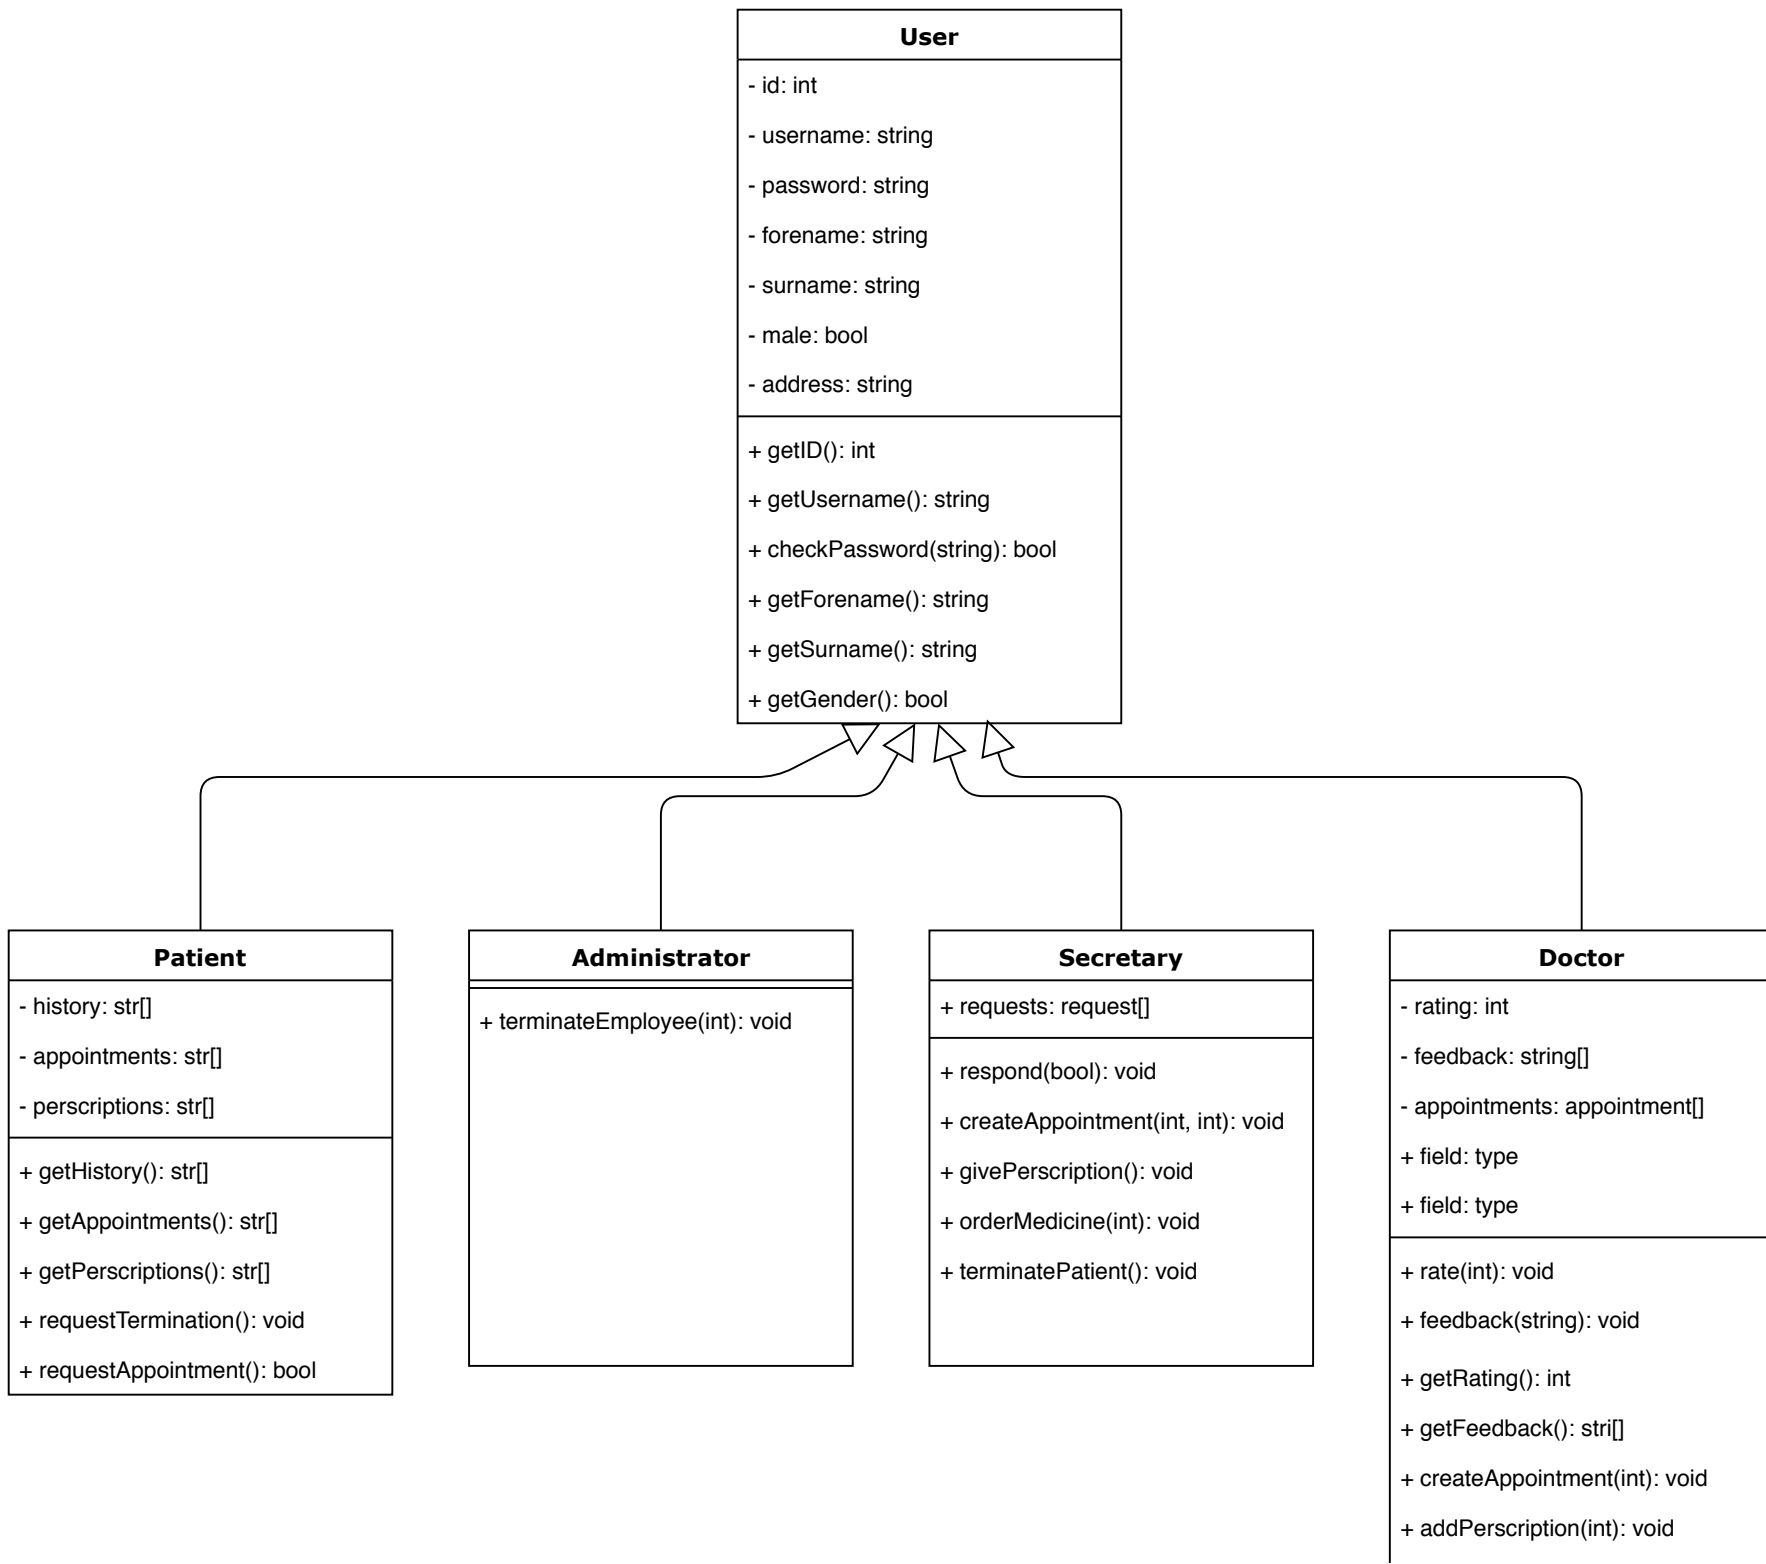 User
- id: int
- username: string
- password: string
- forename: string
- surname: string
- male: bool
- address: string
+ getID(): int
+ getUsername(): string
+ checkPassword(string): bool
+ getForename(): string
+ getSurname(): string
+ getGender(): bool
Patient
- history: str[]
- appointments: str[]
- perscriptions: str[]
+ getHistory(): str[]
+ getAppointments(): str[]
+ getPerscriptions(): str[]
+ requestTermination(): void
+ requestAppointment(): bool
Administrator
+ terminateEmployee(int): void
Secretary
+ requests: request[]
+ respond(bool): void
+ createAppointment(int, int): void
+ givePerscription(): void
+ orderMedicine(int): void
+ terminatePatient(): void
Doctor
- rating: int
- feedback: string[]
- appointments: appointment[]
+ field: type
+ field: type
+ rate(int): void
+ feedback(string): void
+ getRating(): int
+ getFeedback(): stri[]
+ createAppointment(int): void
+ addPerscription(int): void